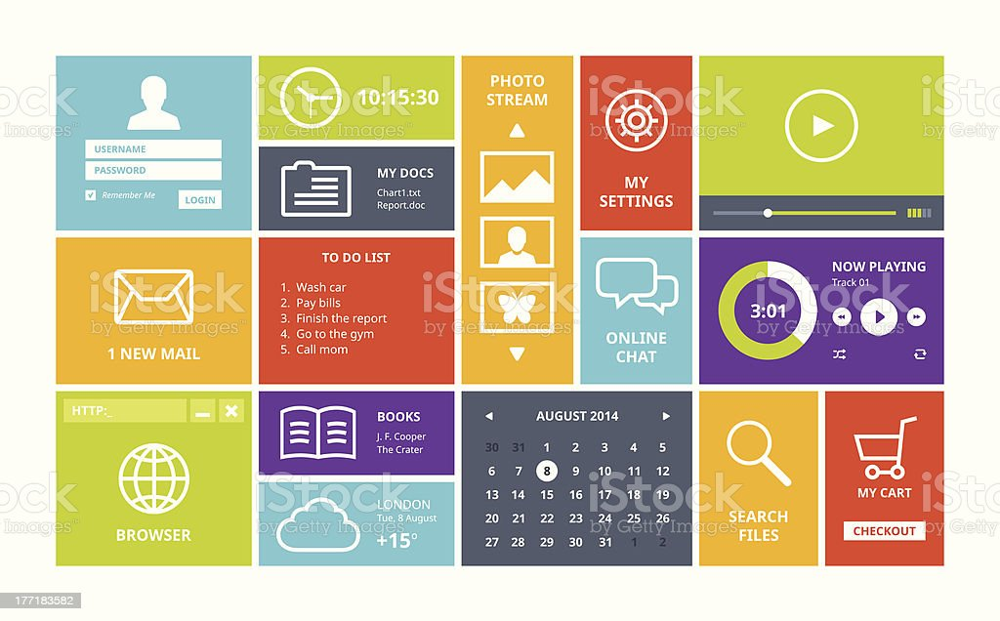 USERNAME
PASSWORD
Remember Me
LOGIN
10:15:30
MY DOCS
Chart1.txt
Report.doc
PHOTO
STREAM
MY
SETTINGS
1 NEW MAIL
TO DO LIST
1. Wash car
2. Pay bills
3. Finish the report
4. Go to the gym
5. Call mom
ONLINE
CHAT
3:01
NOW PLAYING
Track 01
HTTP:_
BROWSER
BOOKS
J. F. Cooper
The Crater
LONDON
Tue, 8 August
+15°
AUGUST 2014
30 31 1 2 3 4 5
6 7 8 9 10 11 12
13 14 15 16 17 18 19
20 21 22 23 24 25 26
27 28 29 30 31 1 2
SEARCH
FILES
MY CART
CHECKOUT
iStock
by Getty Images
177183582